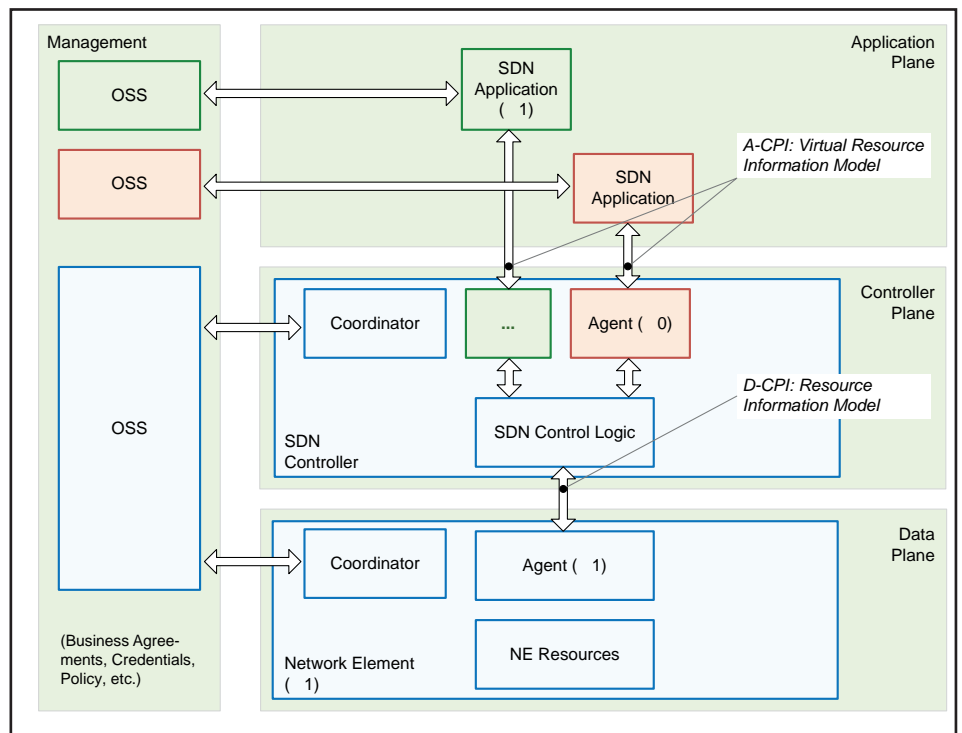 Management
OSS
OSS
OSS
(Business Agree-
ments, Credentials,
Policy, etc.)
Application
Plane
SDN
Application
( 1)
SDN
Application
A-CPI: Virtual Resource
Information Model
Controller
Plane
Coordinator
...
Agent ( 0)
SDN Control Logic
SDN
Controller
D-CPI: Resource
Information Model
Data
Plane
Coordinator
Agent ( 1)
NE Resources
Network Element
( 1)